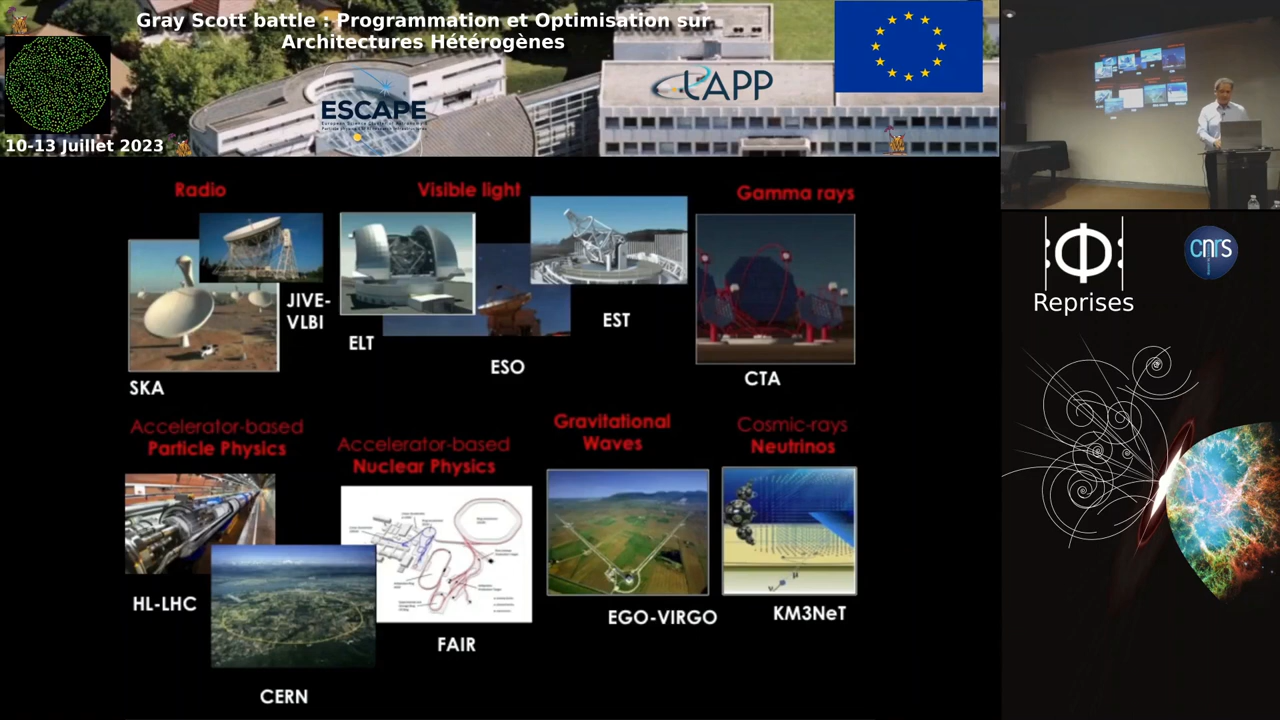 Gray Scott battle : Programmation et Optimisation sur
Architectures Hétérogènes
ESCAPE
LAPP
10-13 Juillet 2023
Reprises
cnrs
Radio
Visible light
Gamma rays
JIVE-
VLBI
SKA
ELT
ESO
EST
CTA
Accelerator-based
Particle Physics
Accelerator-based
Nuclear Physics
Gravitational
Waves
Cosmic-rays
Neutrinos
HL-LHC
CERN
FAIR
EGO-VIRGO
KM3NeT